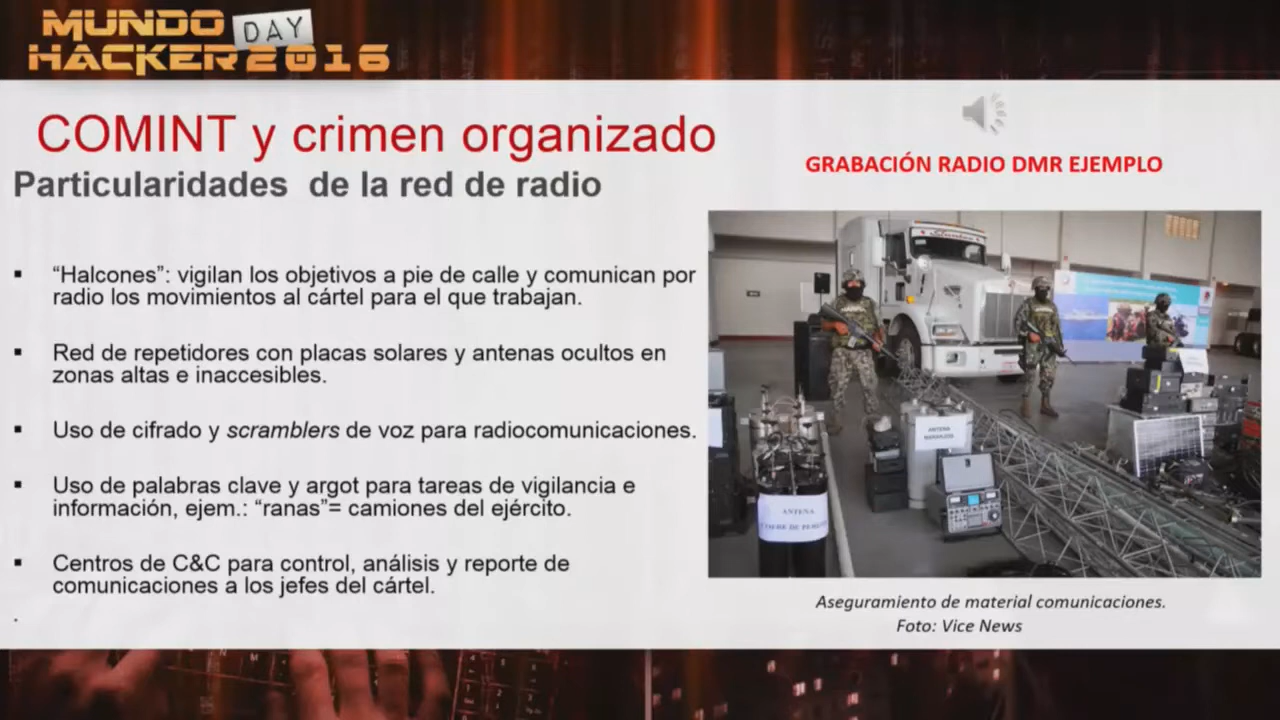 MUNDO DAY
HACKER 2016
COMINT y crimen organizado
Particularidades de la red de radio
GRABACIÓN RADIO DMR EJEMPLO
▪ “Halcones”: vigilan los objetivos a pie de calle y comunican por
radio los movimientos al cártel para el que trabajan.
▪ Red de repetidores con placas solares y antenas ocultos en
zonas altas e inaccesibles.
▪ Uso de cifrado y scramblers de voz para radiocomunicaciones.
▪ Uso de palabras clave y argot para tareas de vigilancia e
información, ejem.: “ranas”= camiones del ejército.
▪ Centros de C&C para control, análisis y reporte de
comunicaciones a los jefes del cártel.
.
ANTENA
ANTENA
Aseguramiento de material comunicaciones.
Foto: Vice News